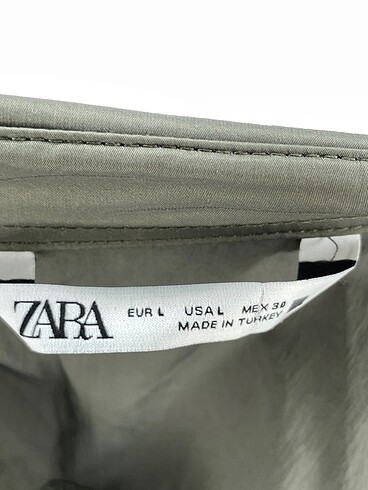 ZARA
EUR L USA L MEX 30
MADE IN TURKEY